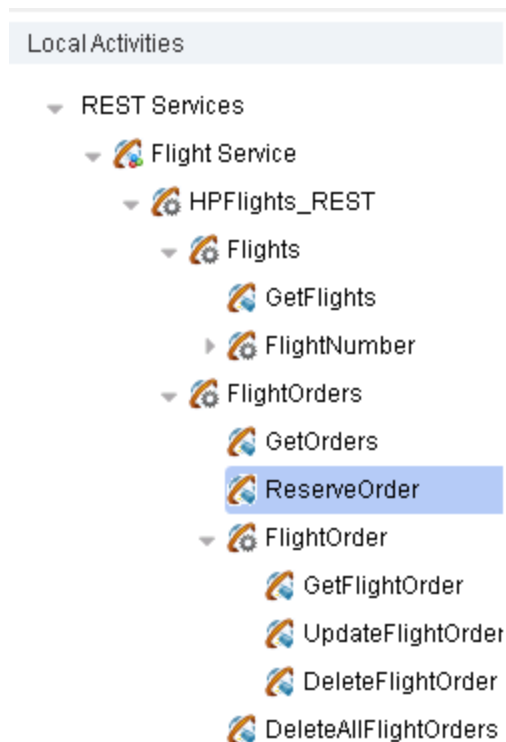 Local Activities
REST Services
Flight Service
HPFlights_REST
Flights
GetFlights
FlightNumber
FlightOrders
GetOrders
ReserveOrder
FlightOrder
GetFlightOrder
UpdateFlightOrder
DeleteFlightOrder
DeleteAllFlightOrders